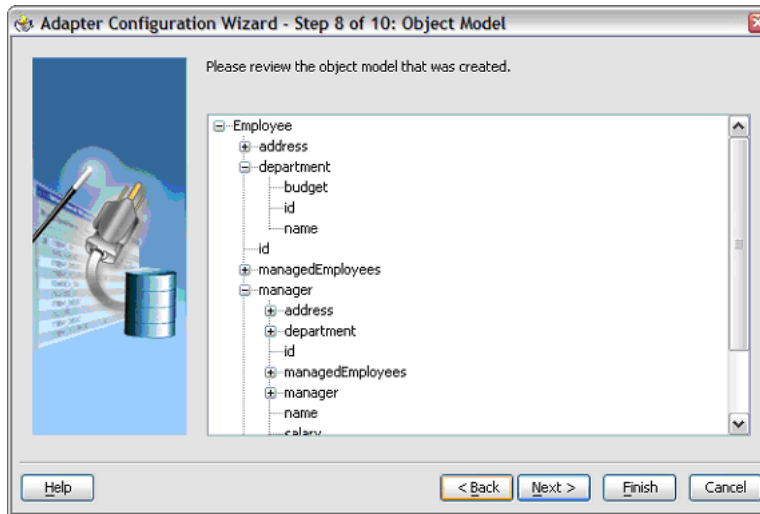 Adapter Configuration Wizard - Step 8 of 10: Object Model
Please review the object model that was created.
Employee
address
department
budget
id
name
id
managedEmployees
manager
address
department
id
managedEmployees
manager
name
salary
Help
< Back
Next >
Finish
Cancel